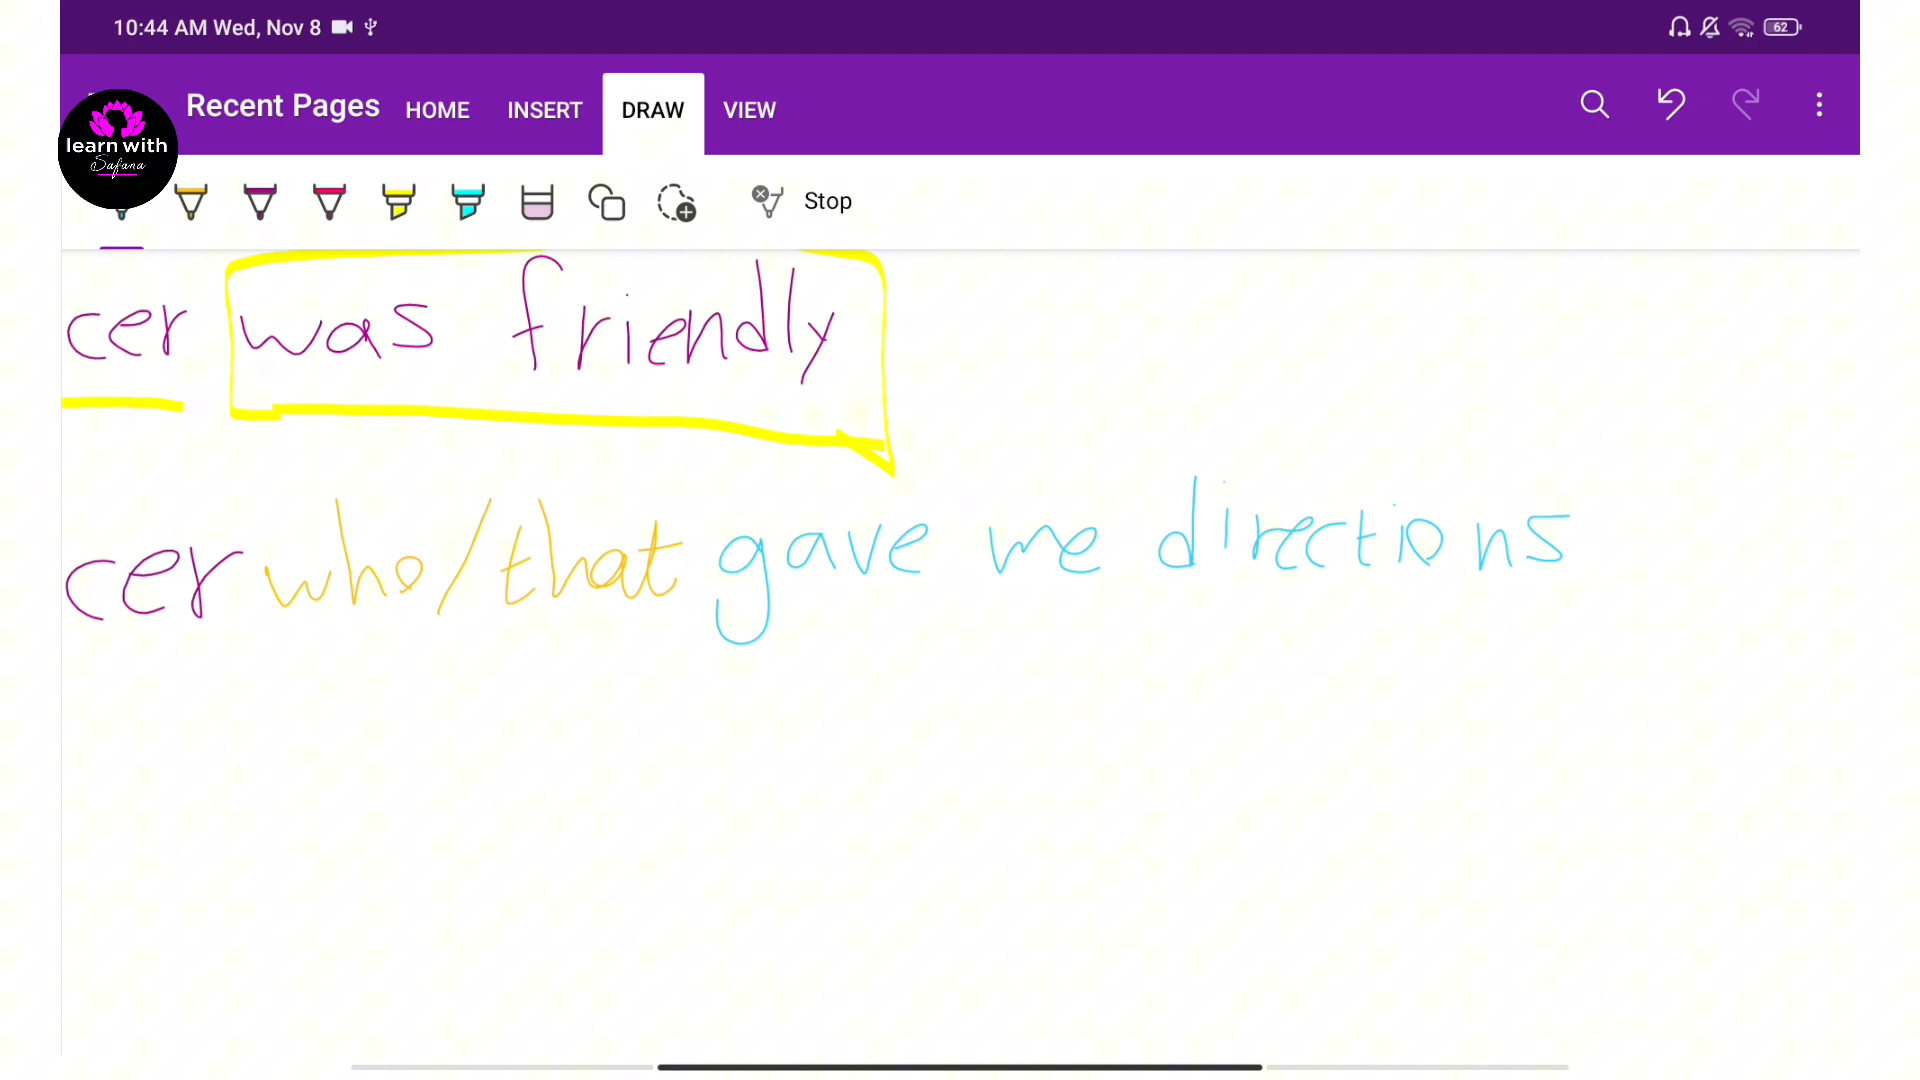 10:44 AM Wed, Nov 8 62
Recent Pages HOME INSERT DRAW VIEW
learn with
Safana
Stop
cer was friendly
cer who/that gave me directions